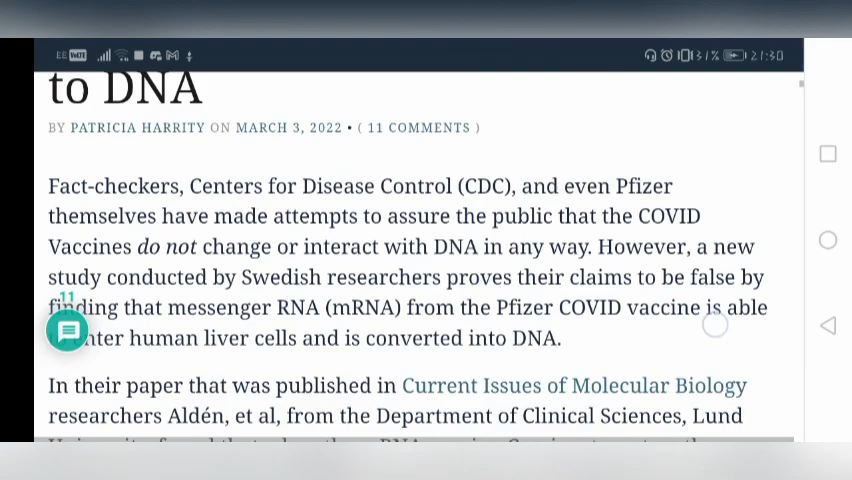 31% 21:30
to DNA
BY PATRICIA HARRITY ON MARCH 3, 2022 • ( 11 COMMENTS )
Fact-checkers, Centers for Disease Control (CDC), and even Pfizer
themselves have made attempts to assure the public that the COVID
Vaccines do not change or interact with DNA in any way. However, a new
study conducted by Swedish researchers proves their claims to be false by
finding that messenger RNA (mRNA) from the Pfizer COVID vaccine is able
11
enter human liver cells and is converted into DNA.
In their paper that was published in Current Issues of Molecular Biology
researchers Aldén, et al, from the Department of Clinical Sciences, Lund